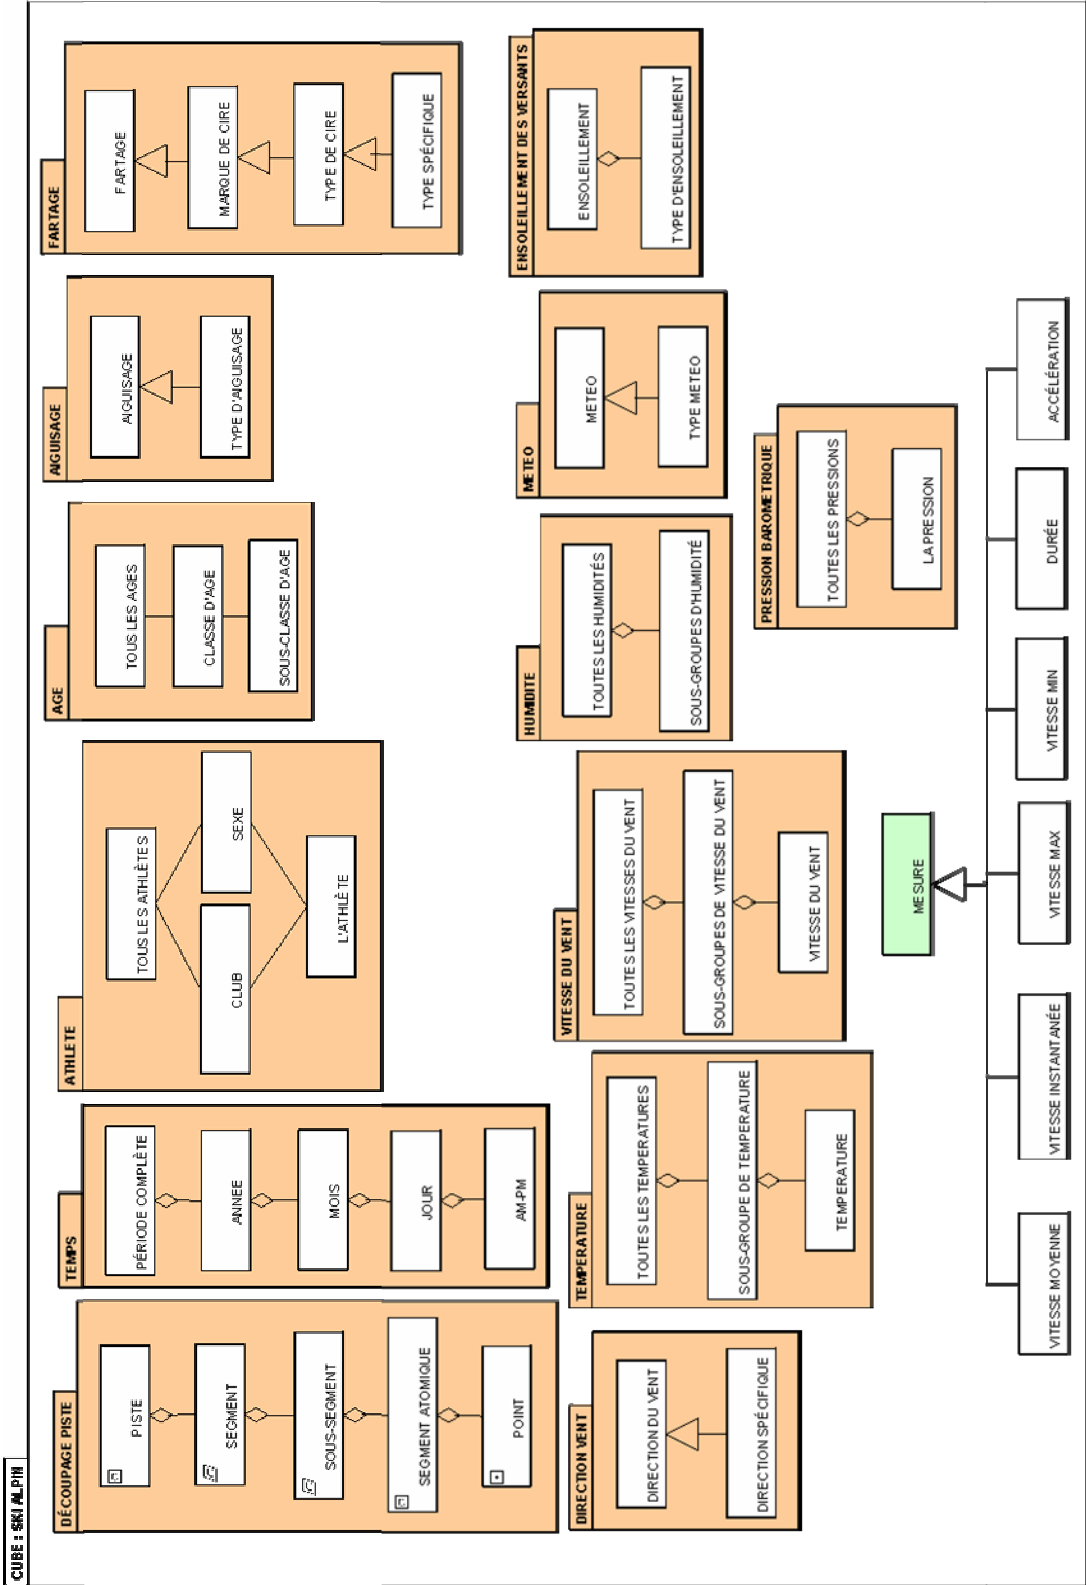 CUBE : SKI ALPIN
DÉCOUPAGE PISTE
PISTE
SEGMENT
SOUS-SEGMENT
SEGMENT ATOMIQUE
POINT
TEMPS
PÉRIODE COMPLÈTE
ANNEE
MOIS
JOUR
AM-PM
ATHLETE
TOUS LES ATHLÈTES
CLUB
SEXE
L'ATHLÈTE
AGE
TOUS LES AGES
CLASSE D'AGE
SOUS-CLASSE D'AGE
AIGUISAGE
AIGUISAGE
TYPE D'AIGUISAGE
FARTAGE
FARTAGE
MARQUE DE CIRE
TYPE DE CIRE
TYPE SPÉCIFIQUE
DIRECTION VENT
DIRECTION DU VENT
DIRECTION SPÉCIFIQUE
TEMPERATURE
TOUTES LES TEMPERATURES
SOUS-GROUPE DE TEMPERATURE
TEMPERATURE
VITESSE DU VENT
TOUTES LES VITESSES DU VENT
SOUS-GROUPES DE VITESSE DU VENT
VITESSE DU VENT
HUMIDITE
TOUTES LES HUMIDITÉS
SOUS-GROUPES D'HUMIDITÉ
METEO
METEO
TYPE METEO
ENSOLEILLEMENT DES VERSANTS
ENSOLEILLEMENT
TYPE D'ENSOLEILLEMENT
PRESSION BAROMETRIQUE
TOUTES LES PRESSIONS
LA PRESSION
MESURE
VITESSE MOYENNE
VITESSE INSTANTANÉE
VITESSE MAX
VITESSE MIN
DURÉE
ACCÉLÉRATION